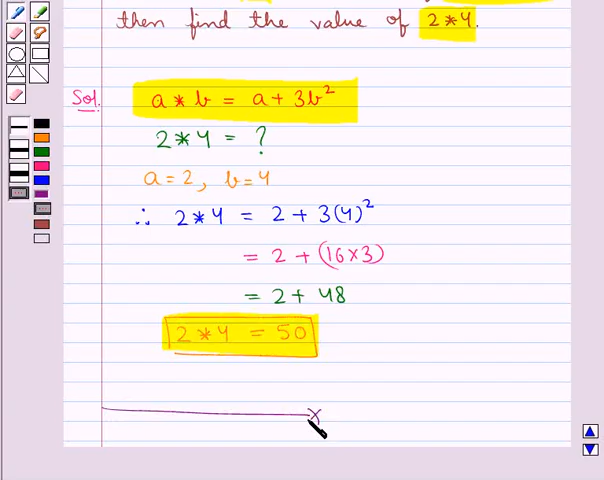 then find the value of 2*4.
Sol. a * b = a + 3b²
2*4 = ?
a=2, b=4
∴ 2*4 = 2 + 3(4)²
= 2 + (16×3)
= 2 + 48
2*4 = 50
x